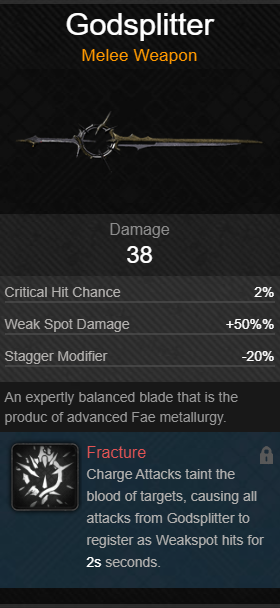 Godsplitter
Melee Weapon
Damage
38
Critical Hit Chance 2%
Weak Spot Damage +50%%
Stagger Modifier -20%
An expertly balanced blade that is the
produc of advanced Fae metallurgy.
Fracture
Charge Attacks taint the
blood of targets, causing all
attacks from Godsplitter to
register as Weakspot hits for
2s seconds.